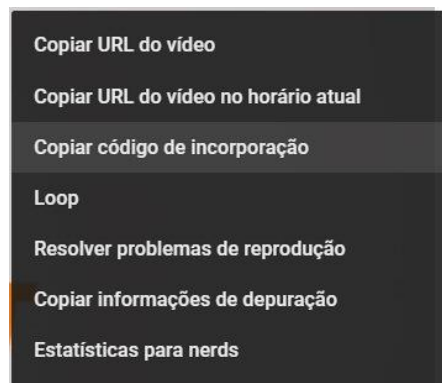 Copiar URL do vídeo
Copiar URL do vídeo no horário atual
Copiar código de incorporação
Loop
Resolver problemas de reprodução
Copiar informações de depuração
Estatísticas para nerds